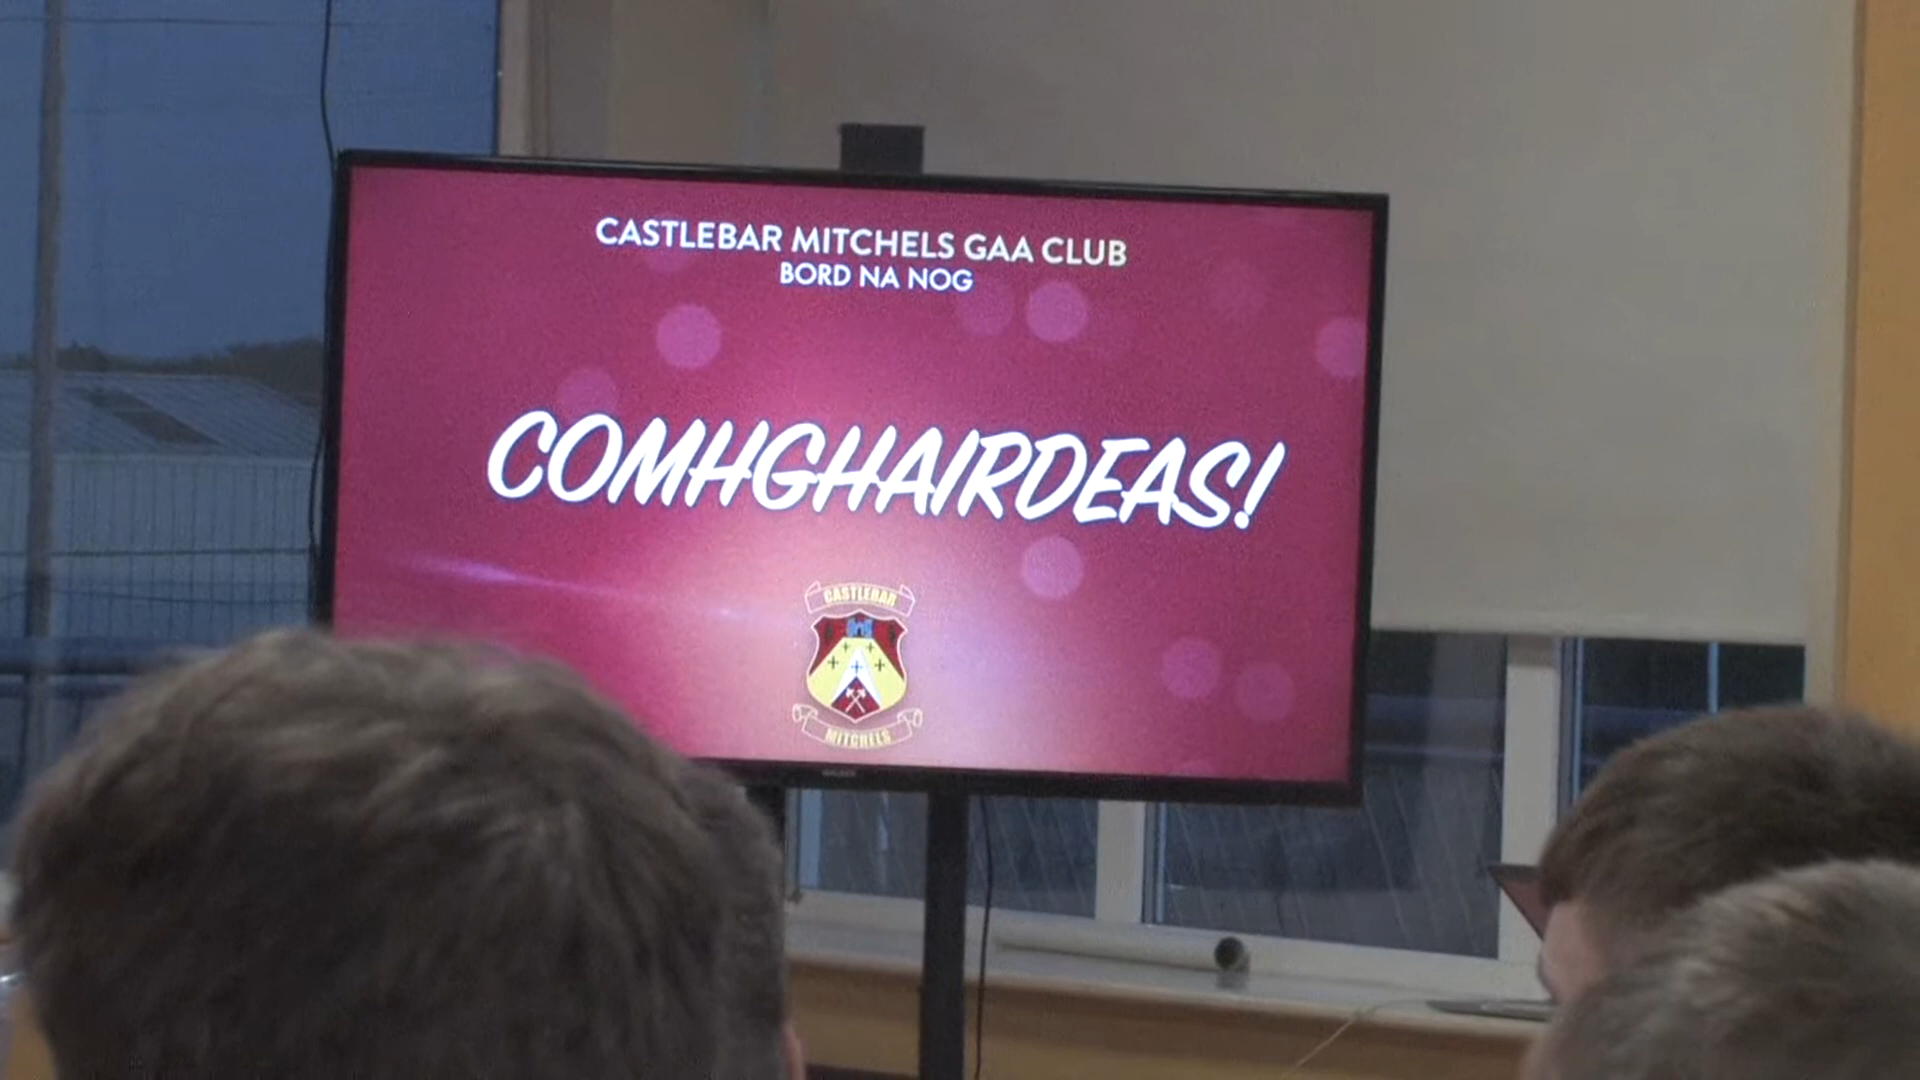 CASTLEBAR MITCHELS GAA CLUB
BORD NA NOG
COMHGHAIRDEAS!
CASTLEBAR
MITCHELS